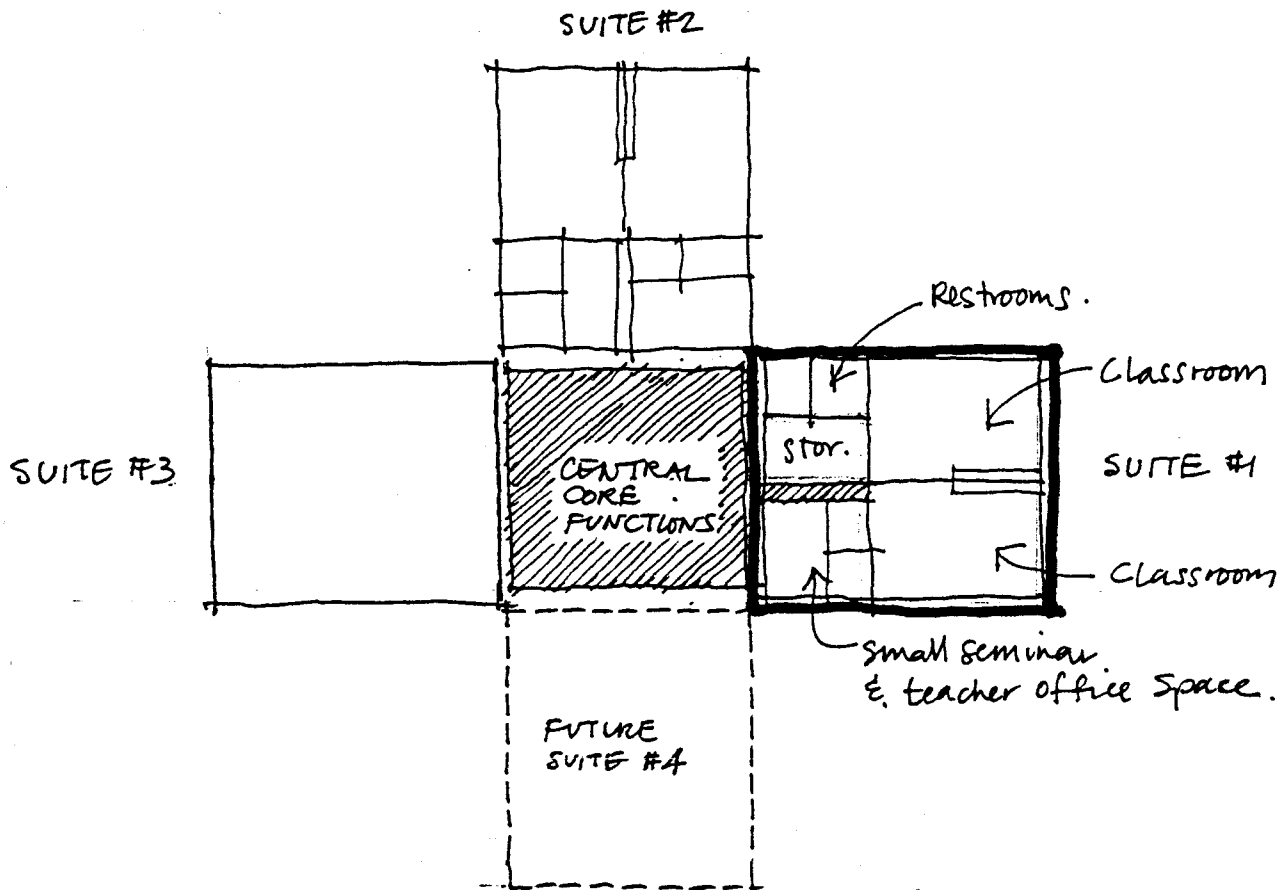 SUITE #2
Restrooms.
Classroom
stor.
SUITE #3
CENTRAL
CORE
FUNCTIONS
SUITE #1
Classroom
small seminar
& teacher office space.
FUTURE
SUITE #4